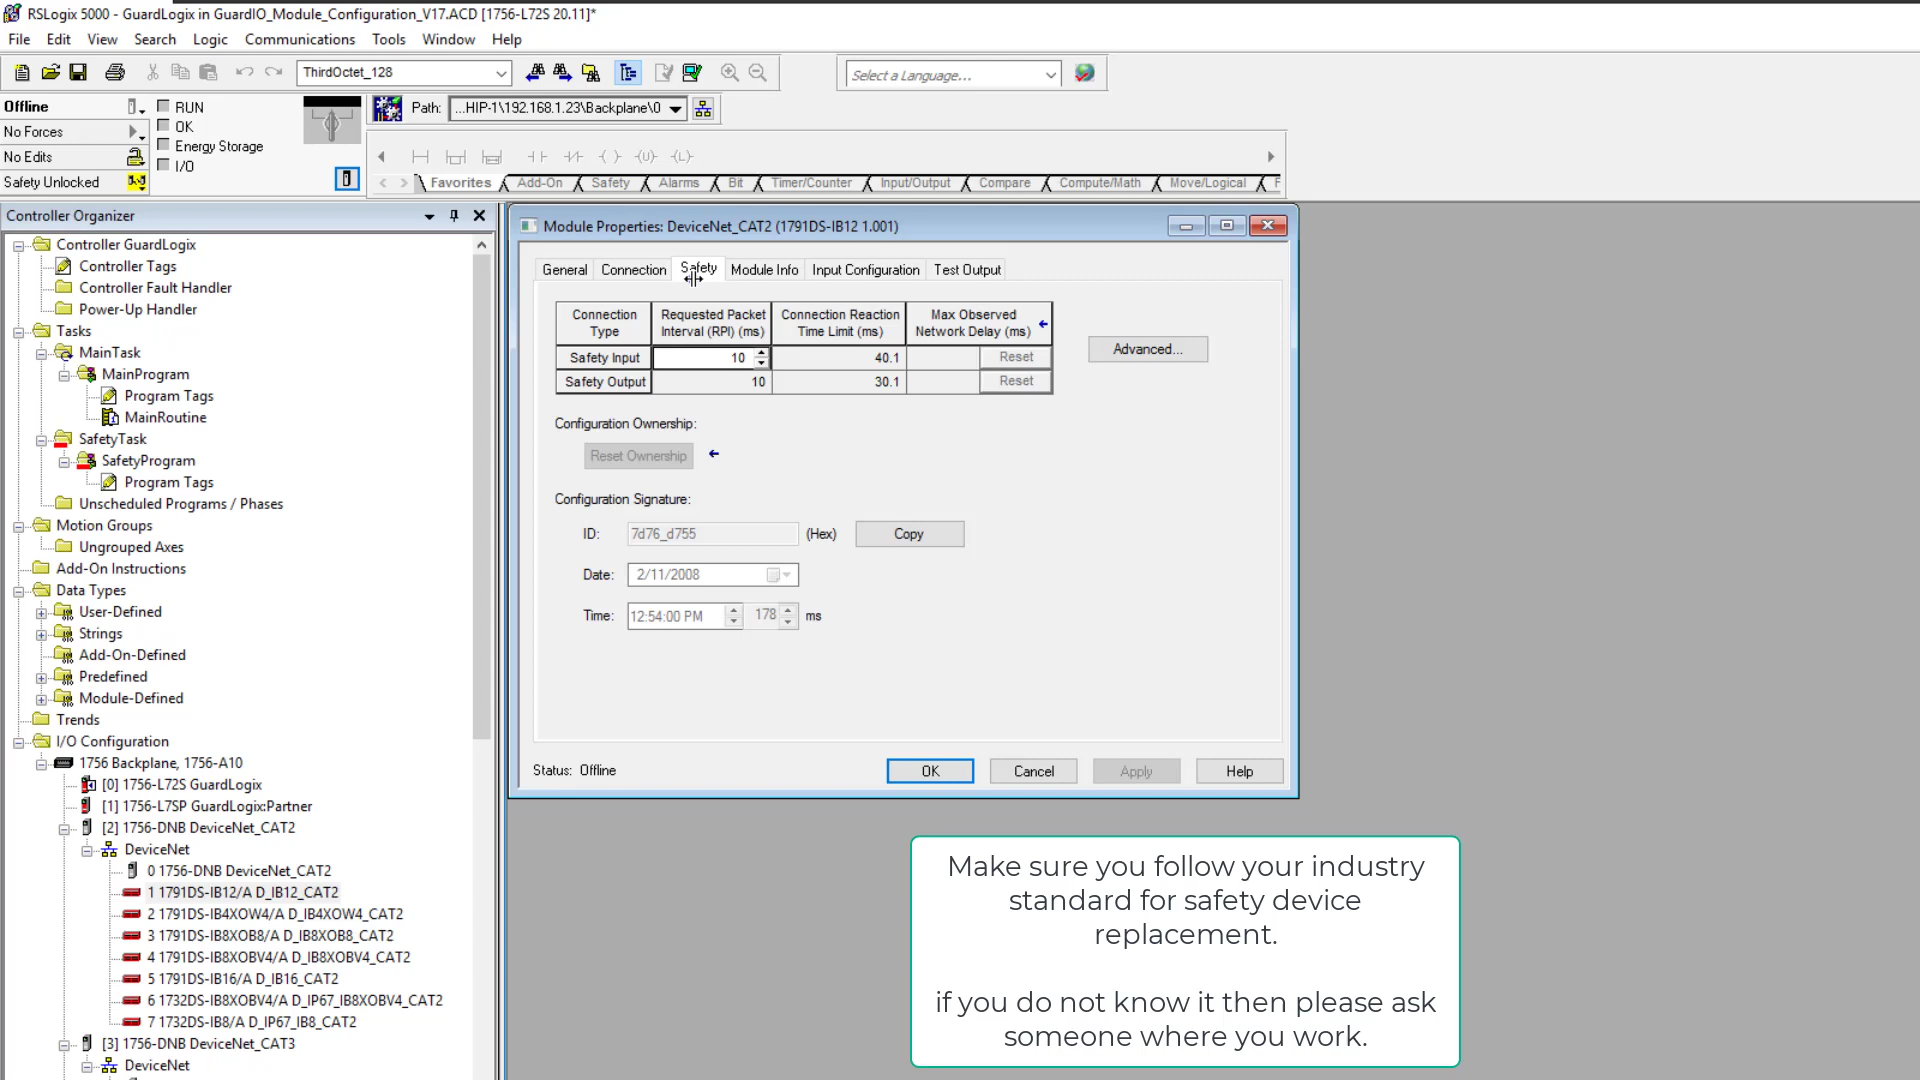 RSLogix 5000 - GuardLogix in GuardIO_Module_Configuration_V17.ACD [1756-L72S 20.11]*
File Edit View Search Logic Communications Tools Window Help
ThirdOctet_128
Select a Language...
Offline
RUN
No Forces
OK
No Edits
Energy Storage
Safety Unlocked
I/O
Path: ...HIP-1\192.168.1.23\Backplane\0
Favorites Add-On Safety Alarms Bit Timer/Counter Input/Output Compare Compute/Math Move/Logical F
Controller Organizer
Controller GuardLogix
Controller Tags
Controller Fault Handler
Power-Up Handler
Tasks
MainTask
MainProgram
Program Tags
MainRoutine
SafetyTask
SafetyProgram
Program Tags
Unscheduled Programs / Phases
Motion Groups
Ungrouped Axes
Add-On Instructions
Data Types
User-Defined
Strings
Add-On-Defined
Predefined
Module-Defined
Trends
I/O Configuration
1756 Backplane, 1756-A10
[0] 1756-L72S GuardLogix
[1] 1756-L7SP GuardLogix:Partner
[2] 1756-DNB DeviceNet_CAT2
DeviceNet
0 1756-DNB DeviceNet_CAT2
1 1791DS-IB12/A D_IB12_CAT2
2 1791DS-IB4XOW4/A D_IB4XOW4_CAT2
3 1791DS-IB8XOB8/A D_IB8XOB8_CAT2
4 1791DS-IB8XOBV4/A D_IB8XOBV4_CAT2
5 1791DS-IB16/A D_IB16_CAT2
6 1732DS-IB8XOBV4/A D_IP67_IB8XOBV4_CAT2
7 1732DS-IB8/A D_IP67_IB8_CAT2
[3] 1756-DNB DeviceNet_CAT3
DeviceNet
Module Properties: DeviceNet_CAT2 (1791DS-IB12 1.001)
General Connection Safety Module Info Input Configuration Test Output
Connection Type
Requested Packet Interval (RPI) (ms)
Connection Reaction Time Limit (ms)
Max Observed Network Delay (ms)
Safety Input 10 40.1 Reset
Safety Output 10 30.1 Reset
Advanced...
Configuration Ownership:
Reset Ownership
Configuration Signature:
ID: 7d76_d755 (Hex) Copy
Date: 2/11/2008
Time: 12:54:00 PM 178 ms
Status: Offline
OK Cancel Apply Help
Make sure you follow your industry
standard for safety device
replacement.
if you do not know it then please ask
someone where you work.